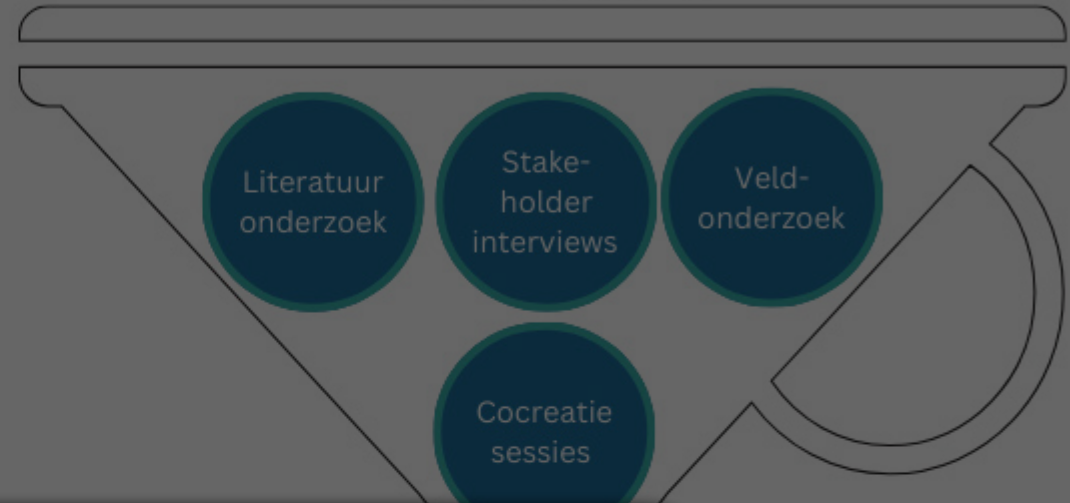 Literatuur
onderzoek
Stake-
holder
interviews
Veld-
onderzoek
Cocreatie
sessies